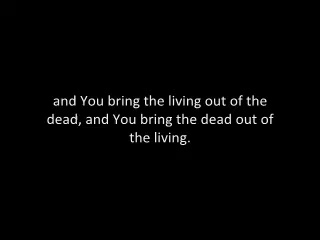 and You bring the living out of the
dead, and You bring the dead out of
the living.